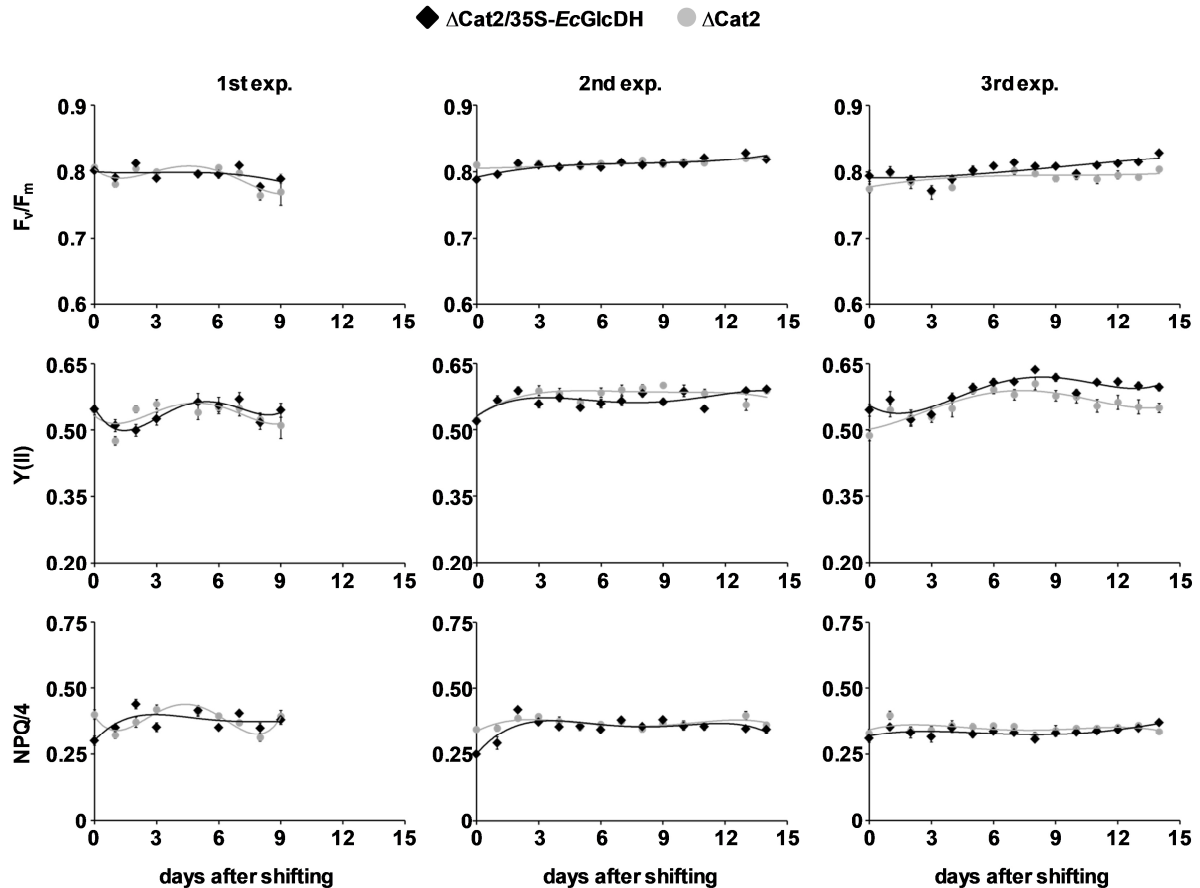 ΔCat2/35S-EcGlcDH ΔCat2
1st exp. 2nd exp. 3rd exp.
Fv/Fm
0.9 0.9 0.9
0.8 0.8 0.8
0.7 0.7 0.7
0.6 0.6 0.6
0 3 6 9 12 15 0 3 6 9 12 15 0 3 6 9 12 15
Y(II)
0.65 0.65 0.65
0.50 0.50 0.50
0.35 0.35 0.35
0.20 0.20 0.20
0 3 6 9 12 15 0 3 6 9 12 15 0 3 6 9 12 15
NPQ/4
0.75 0.75 0.75
0.50 0.50 0.50
0.25 0.25 0.25
0 0 0
0 3 6 9 12 15 0 3 6 9 12 15 0 3 6 9 12 15
days after shifting days after shifting days after shifting